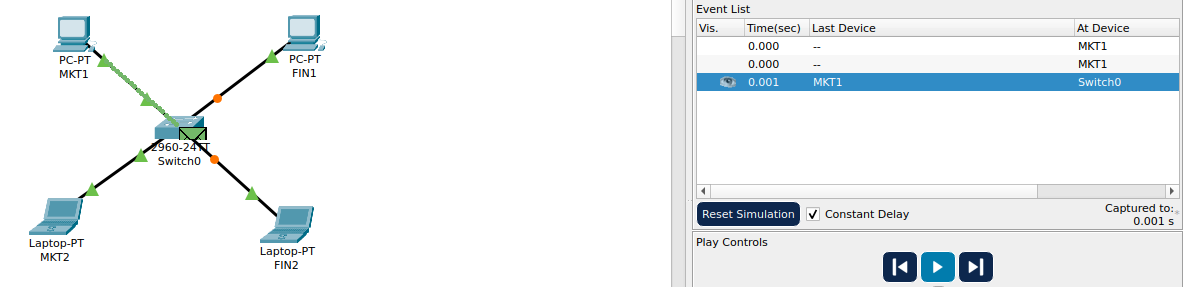 PC-PT
MKT1
PC-PT
FIN1
2960-24TT
Switch0
Laptop-PT
MKT2
Laptop-PT
FIN2
Event List
Vis. Time(sec) Last Device At Device
0.000 -- MKT1
0.000 -- MKT1
0.001 MKT1 Switch0
Reset Simulation Constant Delay Captured to:
0.001 s
Play Controls